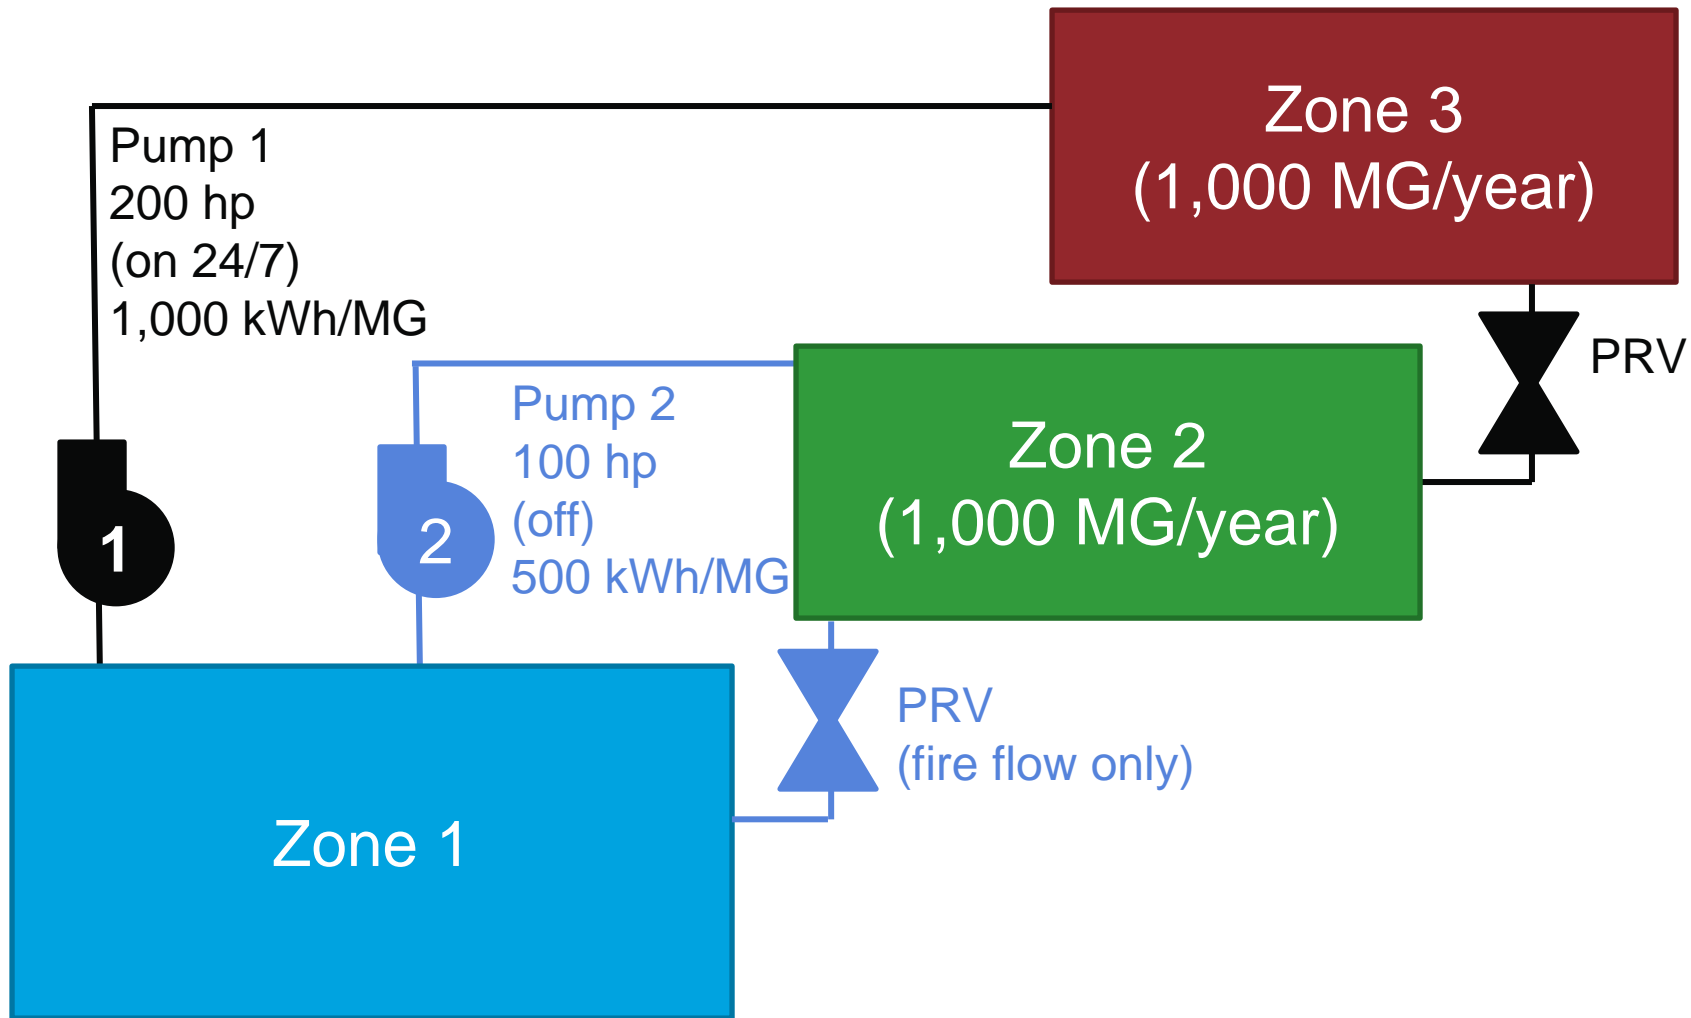 Zone 3
(1,000 MG/year)
Pump 1
200 hp
(on 24/7)
1,000 kWh/MG
PRV
Pump 2
100 hp
(off)
500 kWh/MG
Zone 2
(1,000 MG/year)
1
2
PRV
(fire flow only)
Zone 1